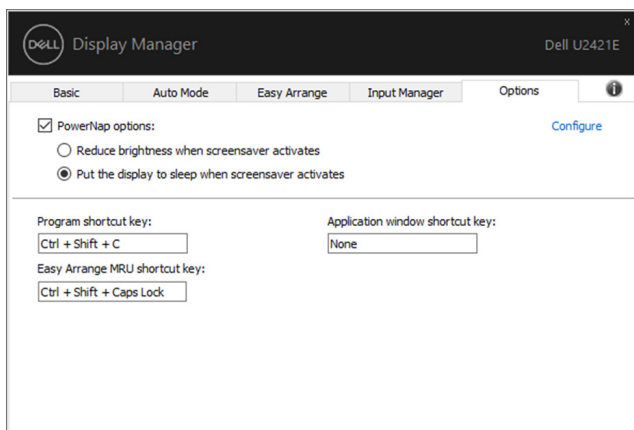 x
DELL Display Manager
Dell U2421E
Basic Auto Mode Easy Arrange Input Manager Options i
PowerNap options:
Configure
Reduce brightness when screensaver activates
Put the display to sleep when screensaver activates
Program shortcut key:
Application window shortcut key:
Ctrl + Shift + C
None
Easy Arrange MRU shortcut key:
Ctrl + Shift + Caps Lock